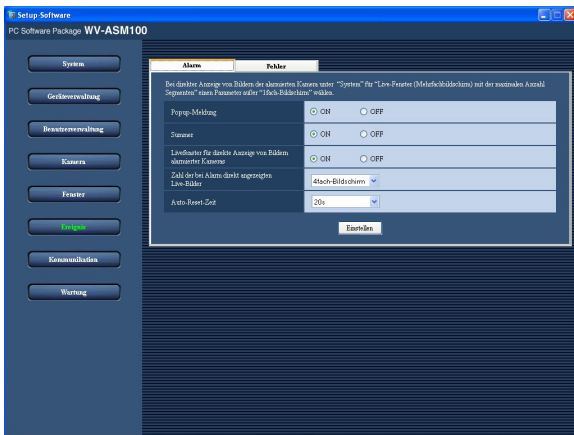 Setup-Software
PC Software Package WV-ASM100
System
Geräteverwaltung
Benutzerverwaltung
Kamera
Fenster
Ereignis
Kommunikation
Wartung
Alarm
Fehler
Bei direkter Anzeige von Bildern der alarmierten Kamera unter "System" für "Live-Fenster (Mehrfachbildschirm) mit der maximalen Anzahl
Segmenten" einen Parameter außer "1fach-Bildschirm" wählen.
Popup-Meldung
ON
OFF
Summer
ON
OFF
Livefenster für direkte Anzeige von Bildern
alarmierter Kameras
ON
OFF
Zahl der bei Alarm direkt angezeigten
Live-Bilder
4fach-Bildschirm
Auto-Reset-Zeit
20s
Einstellen